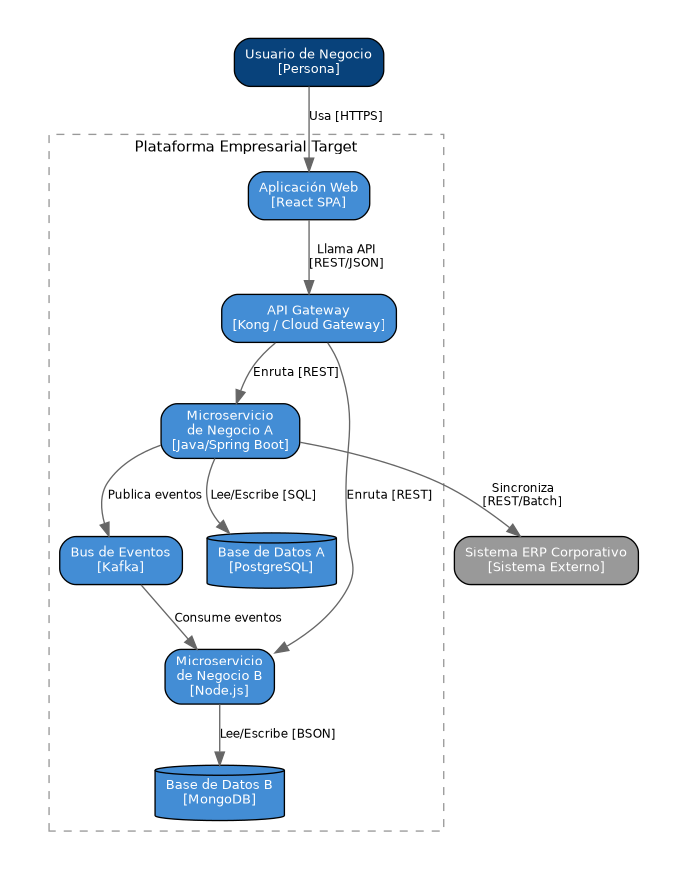 Usuario de Negocio
[Persona]
Usa [HTTPS]
Plataforma Empresarial Target
Aplicación Web
[React SPA]
Llama API
[REST/JSON]
API Gateway
[Kong / Cloud Gateway]
Enruta [REST]
Microservicio
de Negocio A
[Java/Spring Boot]
Publica eventos
Lee/Escribe [SQL]
Enruta [REST]
Sincroniza
[REST/Batch]
Bus de Eventos
[Kafka]
Base de Datos A
[PostgreSQL]
Sistema ERP Corporativo
[Sistema Externo]
Consume eventos
Microservicio
de Negocio B
[Node.js]
Lee/Escribe [BSON]
Base de Datos B
[MongoDB]